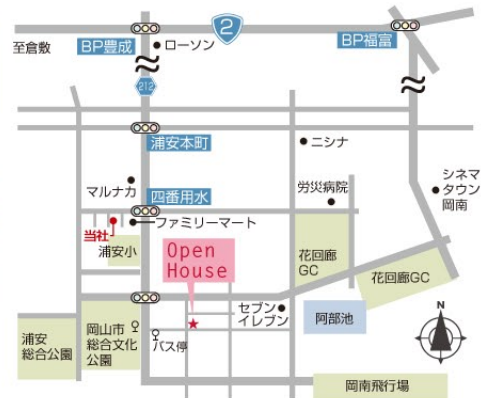 2
至倉敷
BP豊成
ローソン
BP福富
212
浦安本町
ニシナ
マルナカ
四番用水
労災病院
シネマ
タウン
岡南
ファミリーマート
当社
浦安小
Open
House
花回廊
GC
花回廊GC
セブン
イレブン
阿部池
N
浦安
総合公園
岡山市
総合文化
公園
バス停
岡南飛行場